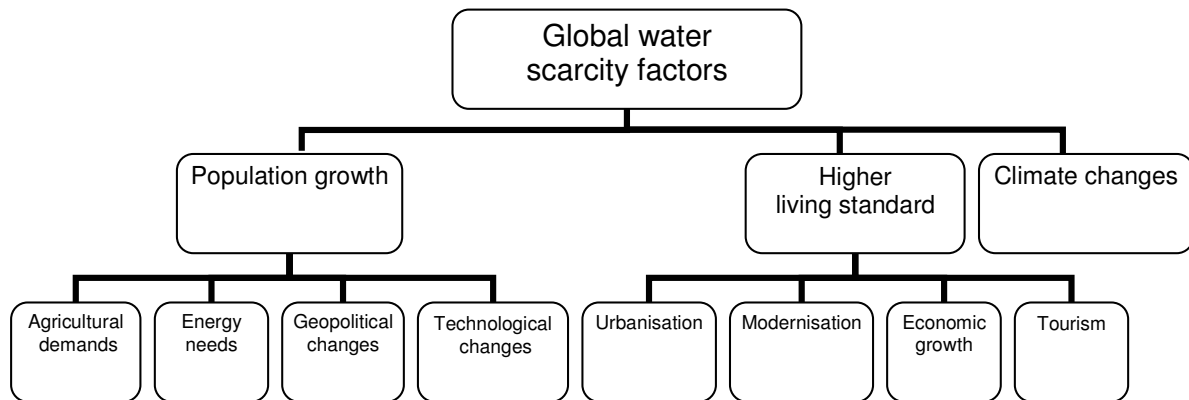 Global water
scarcity factors
Population growth
Higher
living standard
Climate changes
Agricultural
demands
Energy
needs
Geopolitical
changes
Technological
changes
Urbanisation
Modernisation
Economic
growth
Tourism